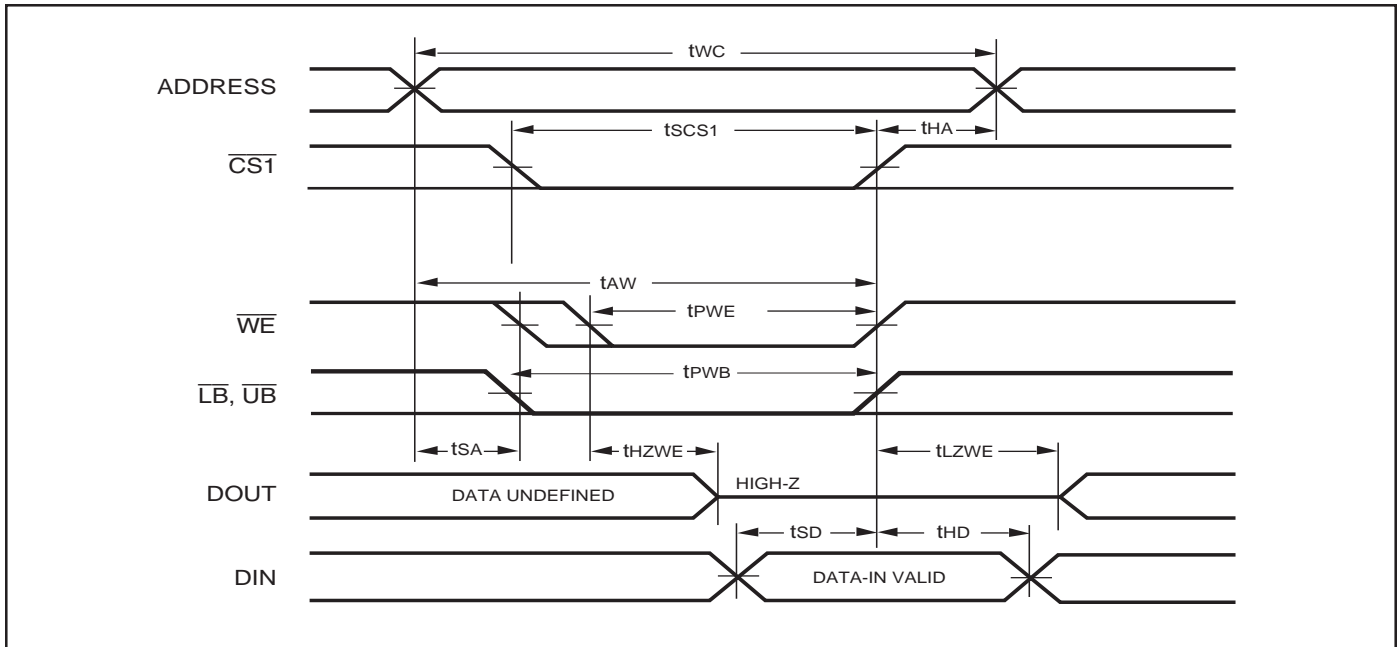 tWC
ADDRESS
tSCS1
tHA
CS1
tAW
WE
tPWE
tPWB
LB, UB
tSA
tHZWE
tLZWE
DOUT
DATA UNDEFINED
HIGH-Z
tSD
tHD
DIN
DATA-IN VALID